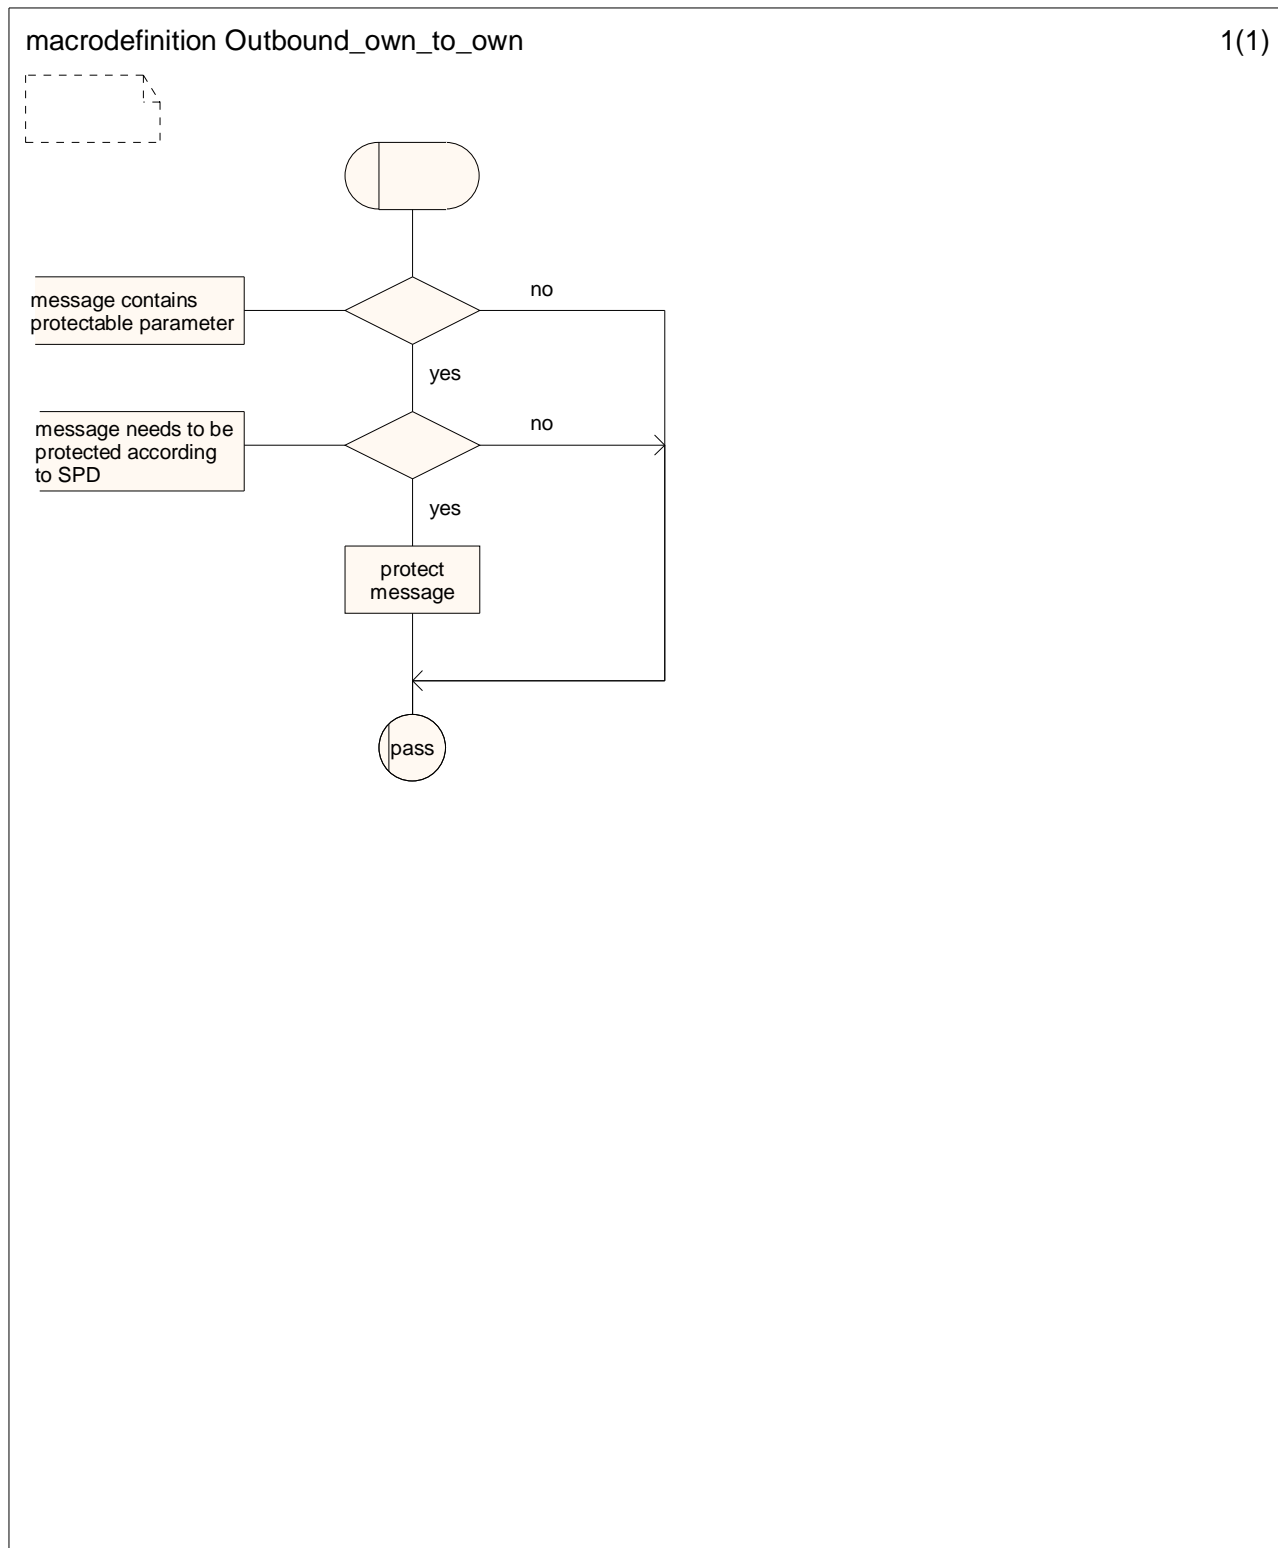 macrodefinition Outbound_own_to_own
1(1)
message contains
protectable parameter
no
yes
message needs to be
protected according
to SPD
no
yes
protect
message
pass